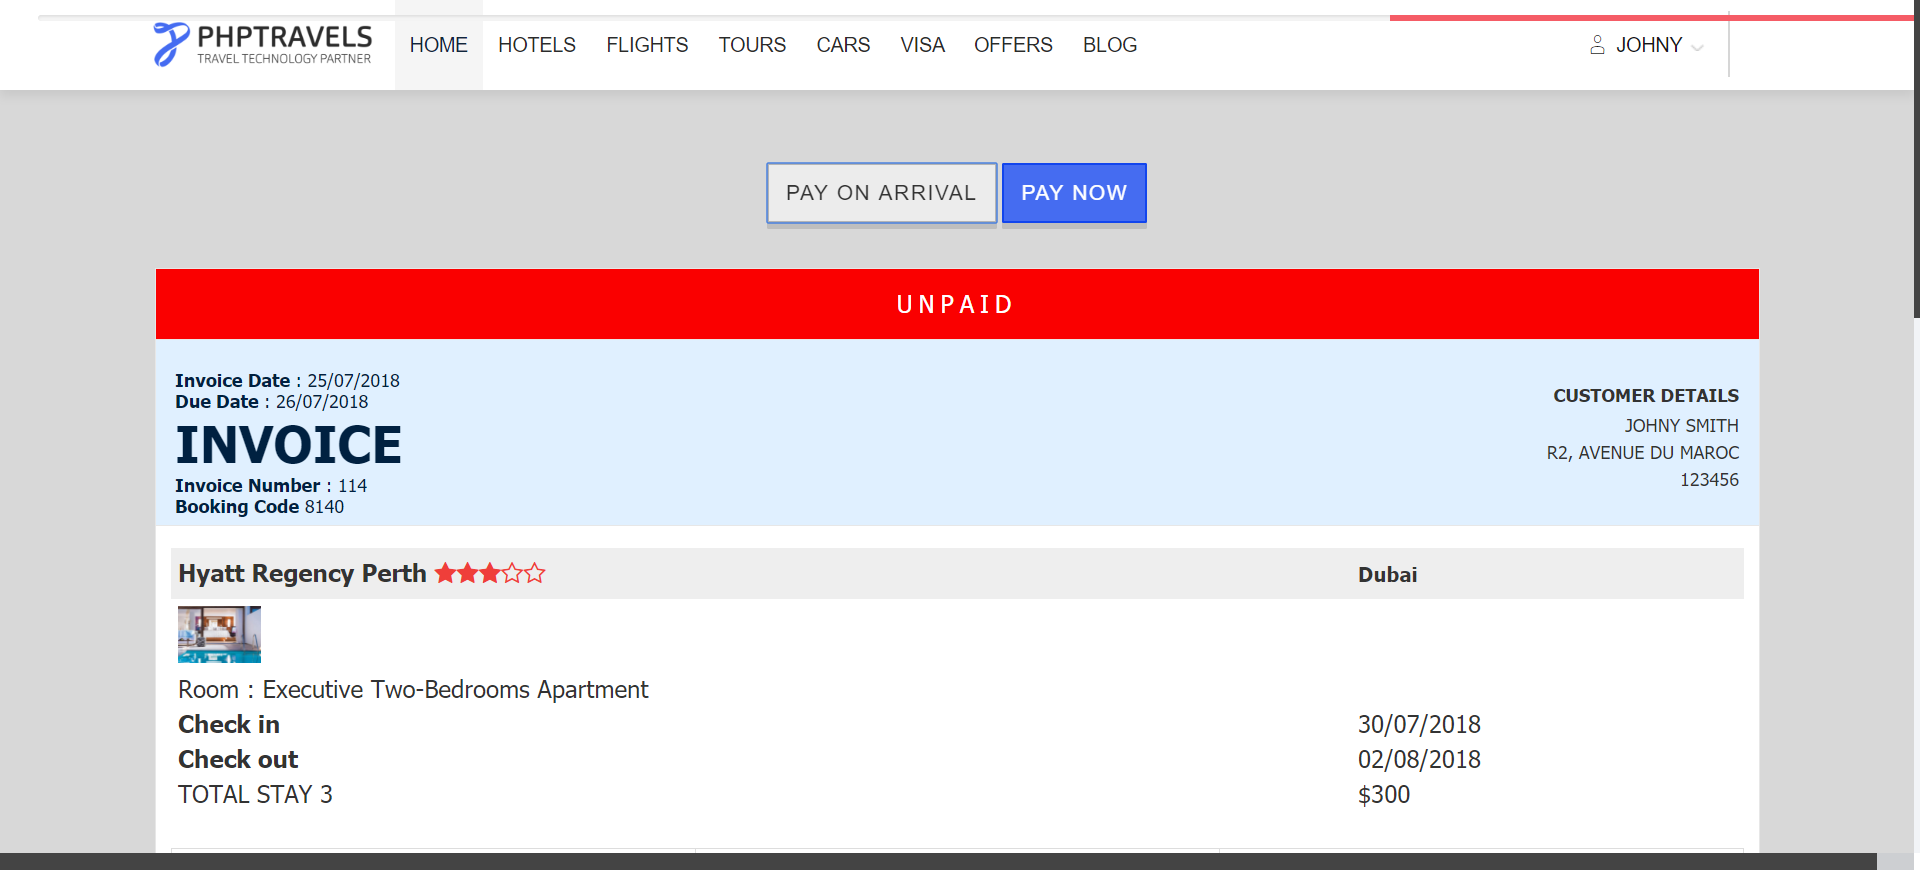 PHPTRAVELS
TRAVEL TECHNOLOGY PARTNER
HOME HOTELS FLIGHTS TOURS CARS VISA OFFERS BLOG JOHNY
PAY ON ARRIVAL PAY NOW
UNPAID
Invoice Date : 25/07/2018
Due Date : 26/07/2018
INVOICE
Invoice Number : 114
Booking Code 8140
CUSTOMER DETAILS
JOHNY SMITH
R2, AVENUE DU MAROC
123456
Hyatt Regency Perth Dubai
Room : Executive Two-Bedrooms Apartment
Check in 30/07/2018
Check out 02/08/2018
TOTAL STAY 3 $300